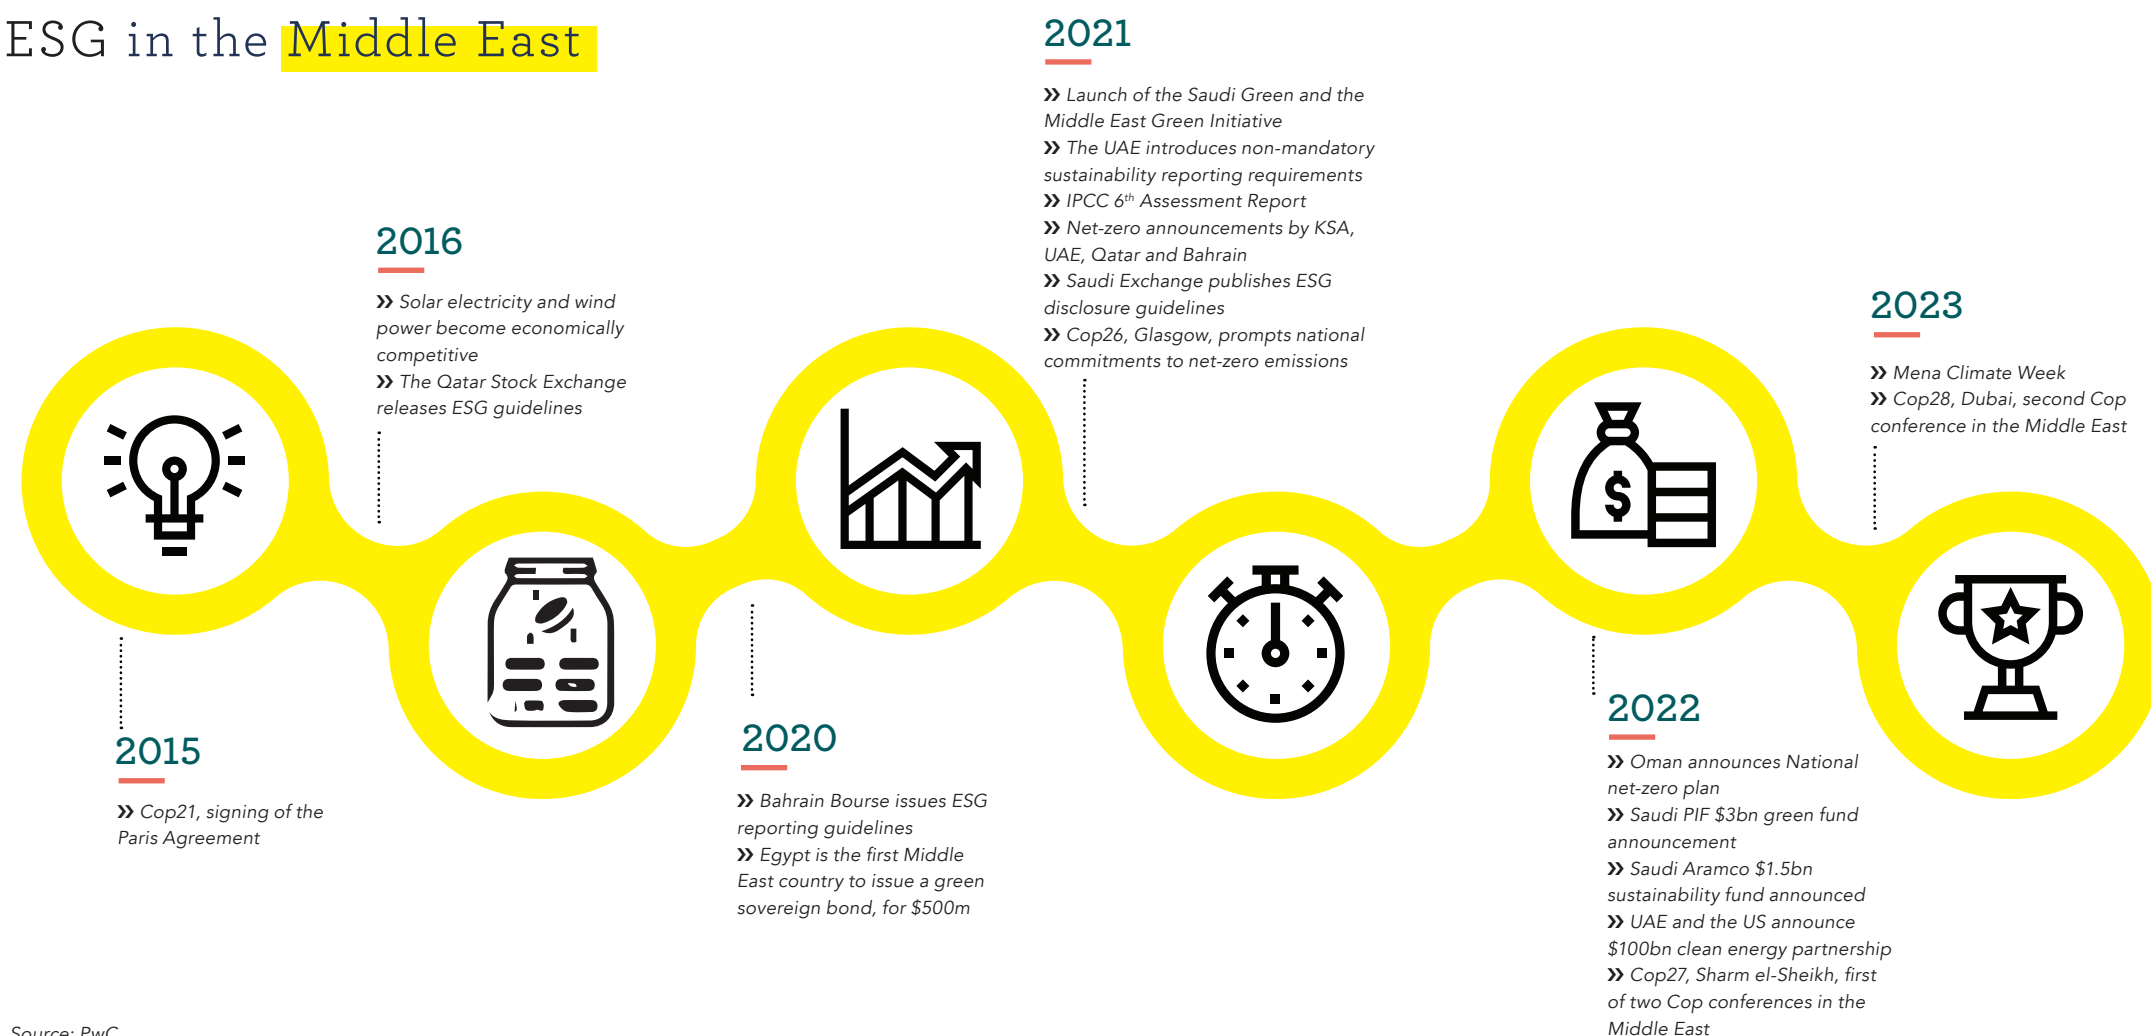 ESG in the Middle East
2015
» Cop21, signing of the
Paris Agreement
2016
» Solar electricity and wind
power become economically
competitive
» The Qatar Stock Exchange
releases ESG guidelines
2020
» Bahrain Bourse issues ESG
reporting guidelines
» Egypt is the first Middle
East country to issue a green
sovereign bond, for $500m
2021
» Launch of the Saudi Green and the
Middle East Green Initiative
» The UAE introduces non-mandatory
sustainability reporting requirements
» IPCC 6th Assessment Report
» Net-zero announcements by KSA,
UAE, Qatar and Bahrain
» Saudi Exchange publishes ESG
disclosure guidelines
» Cop26, Glasgow, prompts national
commitments to net-zero emissions
2022
» Oman announces National
net-zero plan
» Saudi PIF $3bn green fund
announcement
» Saudi Aramco $1.5bn
sustainability fund announced
» UAE and the US announce
$100bn clean energy partnership
» Cop27, Sharm el-Sheikh, first
of two Cop conferences in the
Middle East
2023
» Mena Climate Week
» Cop28, Dubai, second Cop
conference in the Middle East
$
Source: PwC